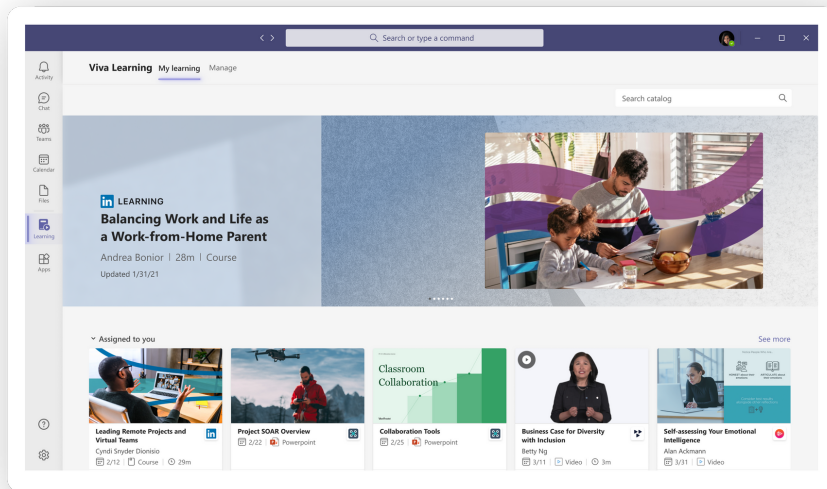 Search or type a command
Activity
Chat
Teams
Calendar
Files
Learning
Apps
Viva Learning My learning Manage
Search catalog
in LEARNING
Balancing Work and Life as
a Work-from-Home Parent
Andrea Bonior | 28m | Course
Updated 1/31/21
Assigned to you
See more
Leading Remote Projects and
Virtual Teams
Cyndi Snyder Dionisio
2/12 | Course | 29m
Project SOAR Overview
2/22 | Powerpoint
Classroom
Collaboration
Collaboration Tools
2/25 | Powerpoint
Business Case for Diversity
with Inclusion
Betty Ng
3/11 | Video | 3m
Self-assessing Your Emotional
Intelligence
Alan Ackmann
3/31 | Video